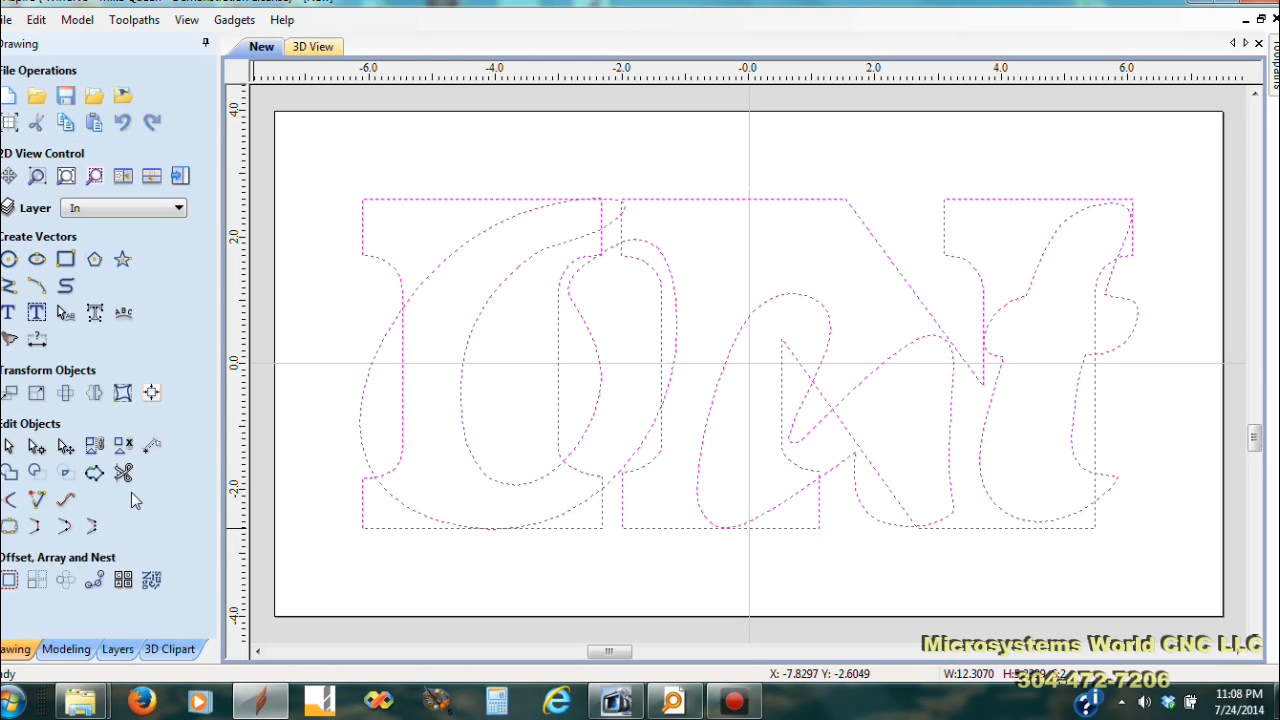 File Edit Model Toolpaths View Gadgets Help
Drawing
New
3D View
File Operations
2D View Control
Layer In
Create Vectors
Transform Objects
Edit Objects
Offset, Array and Nest
-6.0 -4.0 -2.0 -0.0 2.0 4.0 6.0
4.0
2.0
0.0
-2.0
-4.0
In
Out
Drawing Modeling Layers 3D Clipart
Microsystems World CNC LLC
304-472-7206
X: -7.8297 Y: -2.6049
W:12.3070
11:08 PM
7/24/2014